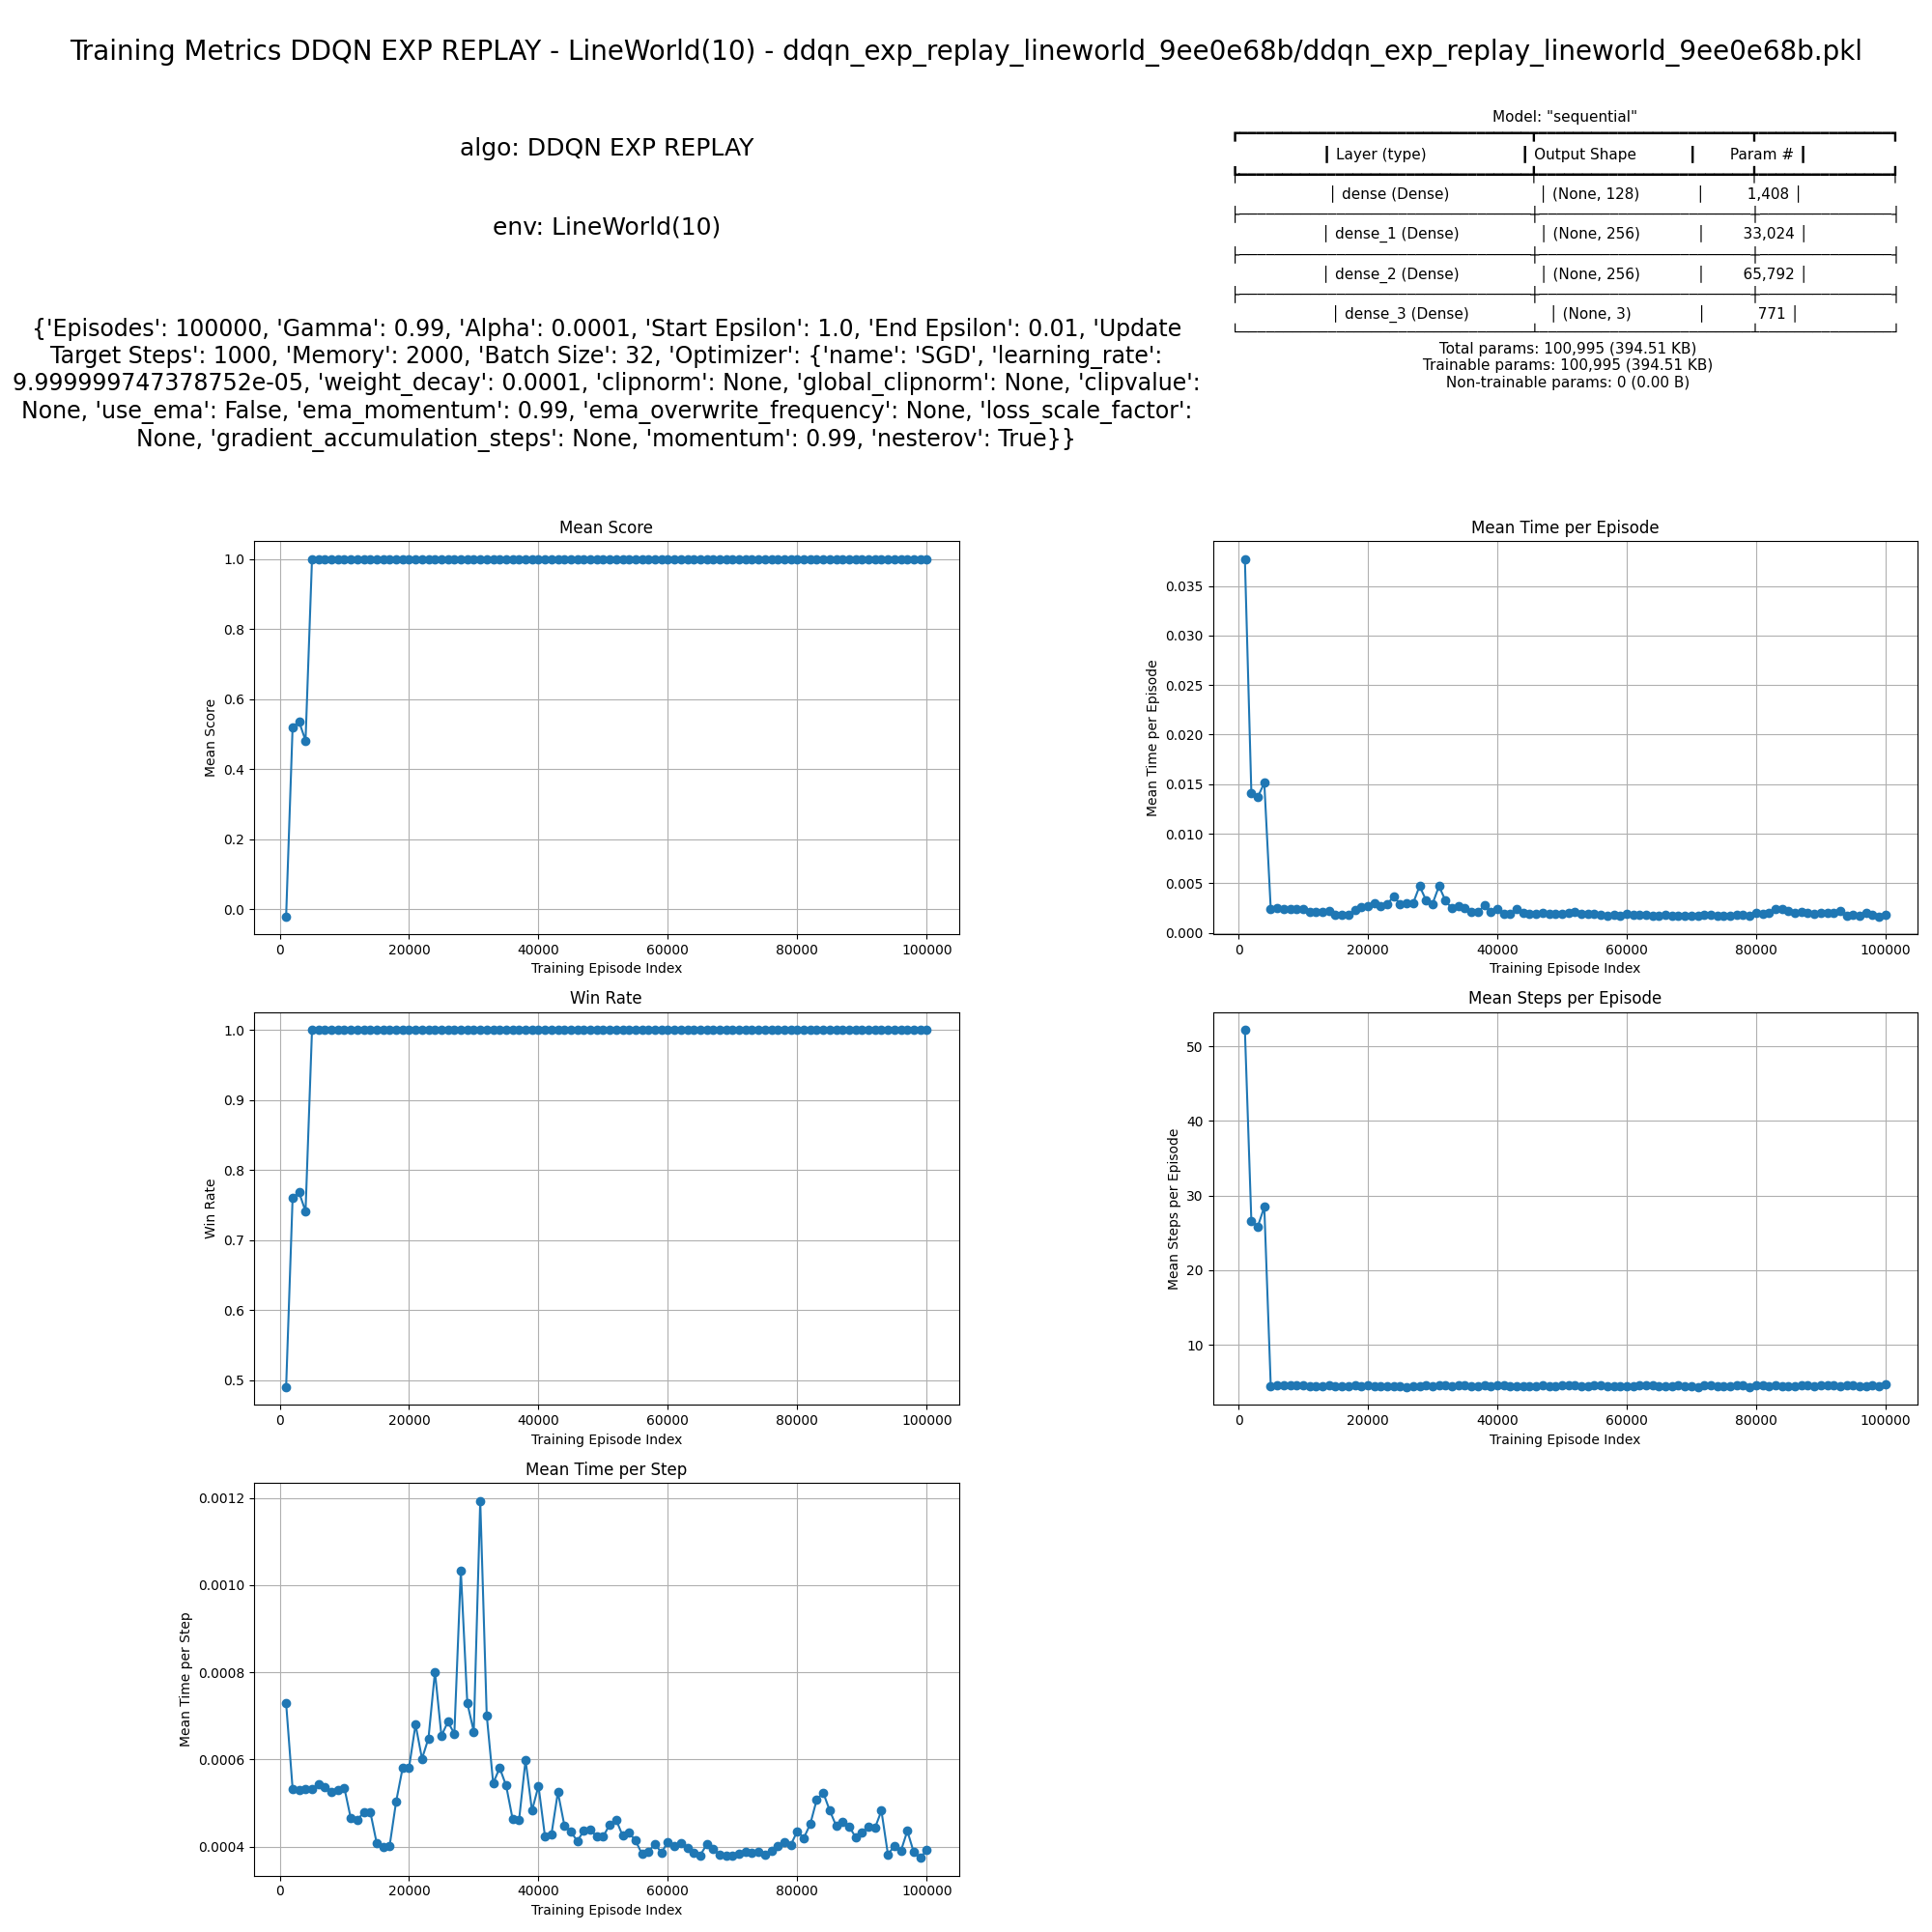 Training Metrics DDQN EXP REPLAY - LineWorld(10) - ddqn_exp_replay_lineworld_9ee0e68b/ddqn_exp_replay_lineworld_9ee0e68b.pkl
algo: DDQN EXP REPLAY
env: LineWorld(10)
{'Episodes': 100000, 'Gamma': 0.99, 'Alpha': 0.0001, 'Start Epsilon': 1.0, 'End Epsilon': 0.01, 'Update
Target Steps': 1000, 'Memory': 2000, 'Batch Size': 32, 'Optimizer': {'name': 'SGD', 'learning_rate':
9.999999747378752e-05, 'weight_decay': 0.0001, 'clipnorm': None, 'global_clipnorm': None, 'clipvalue':
None, 'use_ema': False, 'ema_momentum': 0.99, 'ema_overwrite_frequency': None, 'loss_scale_factor':
None, 'gradient_accumulation_steps': None, 'momentum': 0.99, 'nesterov': True}}
Model: "sequential"
Layer (type) Output Shape Param #
dense (Dense) (None, 128) 1,408
dense_1 (Dense) (None, 256) 33,024
dense_2 (Dense) (None, 256) 65,792
dense_3 (Dense) (None, 3) 771
Total params: 100,995 (394.51 KB)
Trainable params: 100,995 (394.51 KB)
Non-trainable params: 0 (0.00 B)
Mean Score
Mean Score
1.0
0.8
0.6
0.4
0.2
0.0
0 20000 40000 60000 80000 100000
Training Episode Index
Mean Time per Episode
Mean Time per Episode
0.035
0.030
0.025
0.020
0.015
0.010
0.005
0.000
0 20000 40000 60000 80000 100000
Training Episode Index
Win Rate
Win Rate
1.0
0.9
0.8
0.7
0.6
0.5
0 20000 40000 60000 80000 100000
Training Episode Index
Mean Steps per Episode
Mean Steps per Episode
50
40
30
20
10
0 20000 40000 60000 80000 100000
Training Episode Index
Mean Time per Step
Mean Time per Step
0.0012
0.0010
0.0008
0.0006
0.0004
0 20000 40000 60000 80000 100000
Training Episode Index